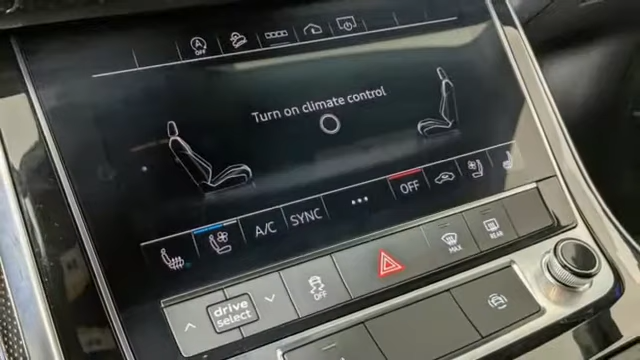 A
OFF
Turn on climate control
A/C
SYNC
•••
OFF
drive
select
OFF
MAX
REAR